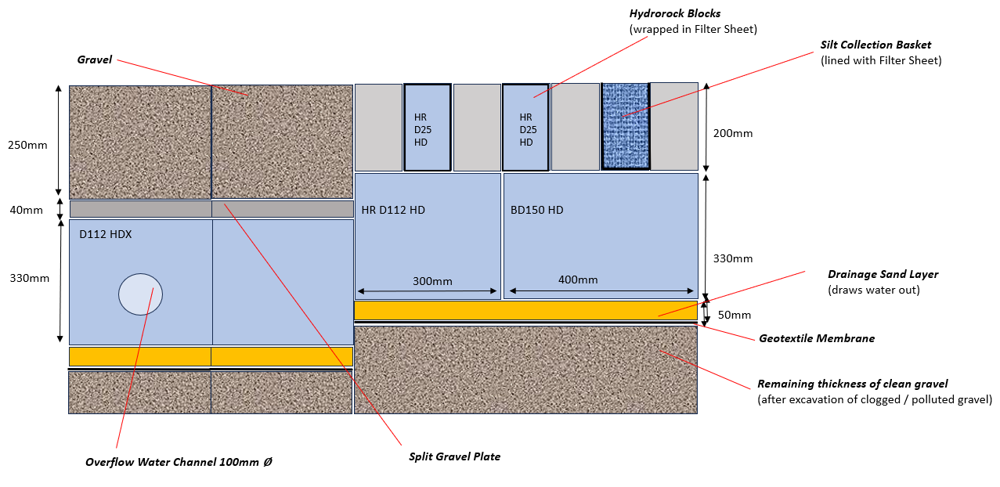 Hydrorock Blocks
(wrapped in Filter Sheet)
Silt Collection Basket
(lined with Filter Sheet)
Gravel
250mm
40mm
330mm
D112 HDX
HR
D25
HD
HR
D25
HD
200mm
HR D112 HD
BD150 HD
330mm
300mm
400mm
Drainage Sand Layer
(draws water out)
50mm
Geotextile Membrane
Remaining thickness of clean gravel
(after excavation of clogged / polluted gravel)
Overflow Water Channel 100mm Ø
Split Gravel Plate